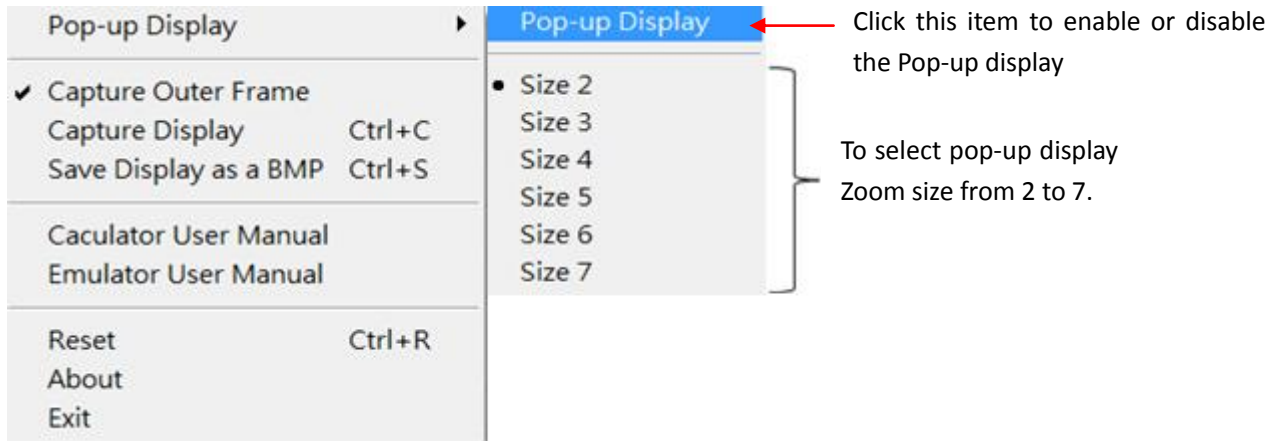 Pop-up Display
Capture Outer Frame
Capture Display Ctrl+C
Save Display as a BMP Ctrl+S
Caculator User Manual
Emulator User Manual
Reset Ctrl+R
About
Exit
Pop-up Display
Size 2
Size 3
Size 4
Size 5
Size 6
Size 7
Click this item to enable or disable
the Pop-up display
To select pop-up display
Zoom size from 2 to 7.